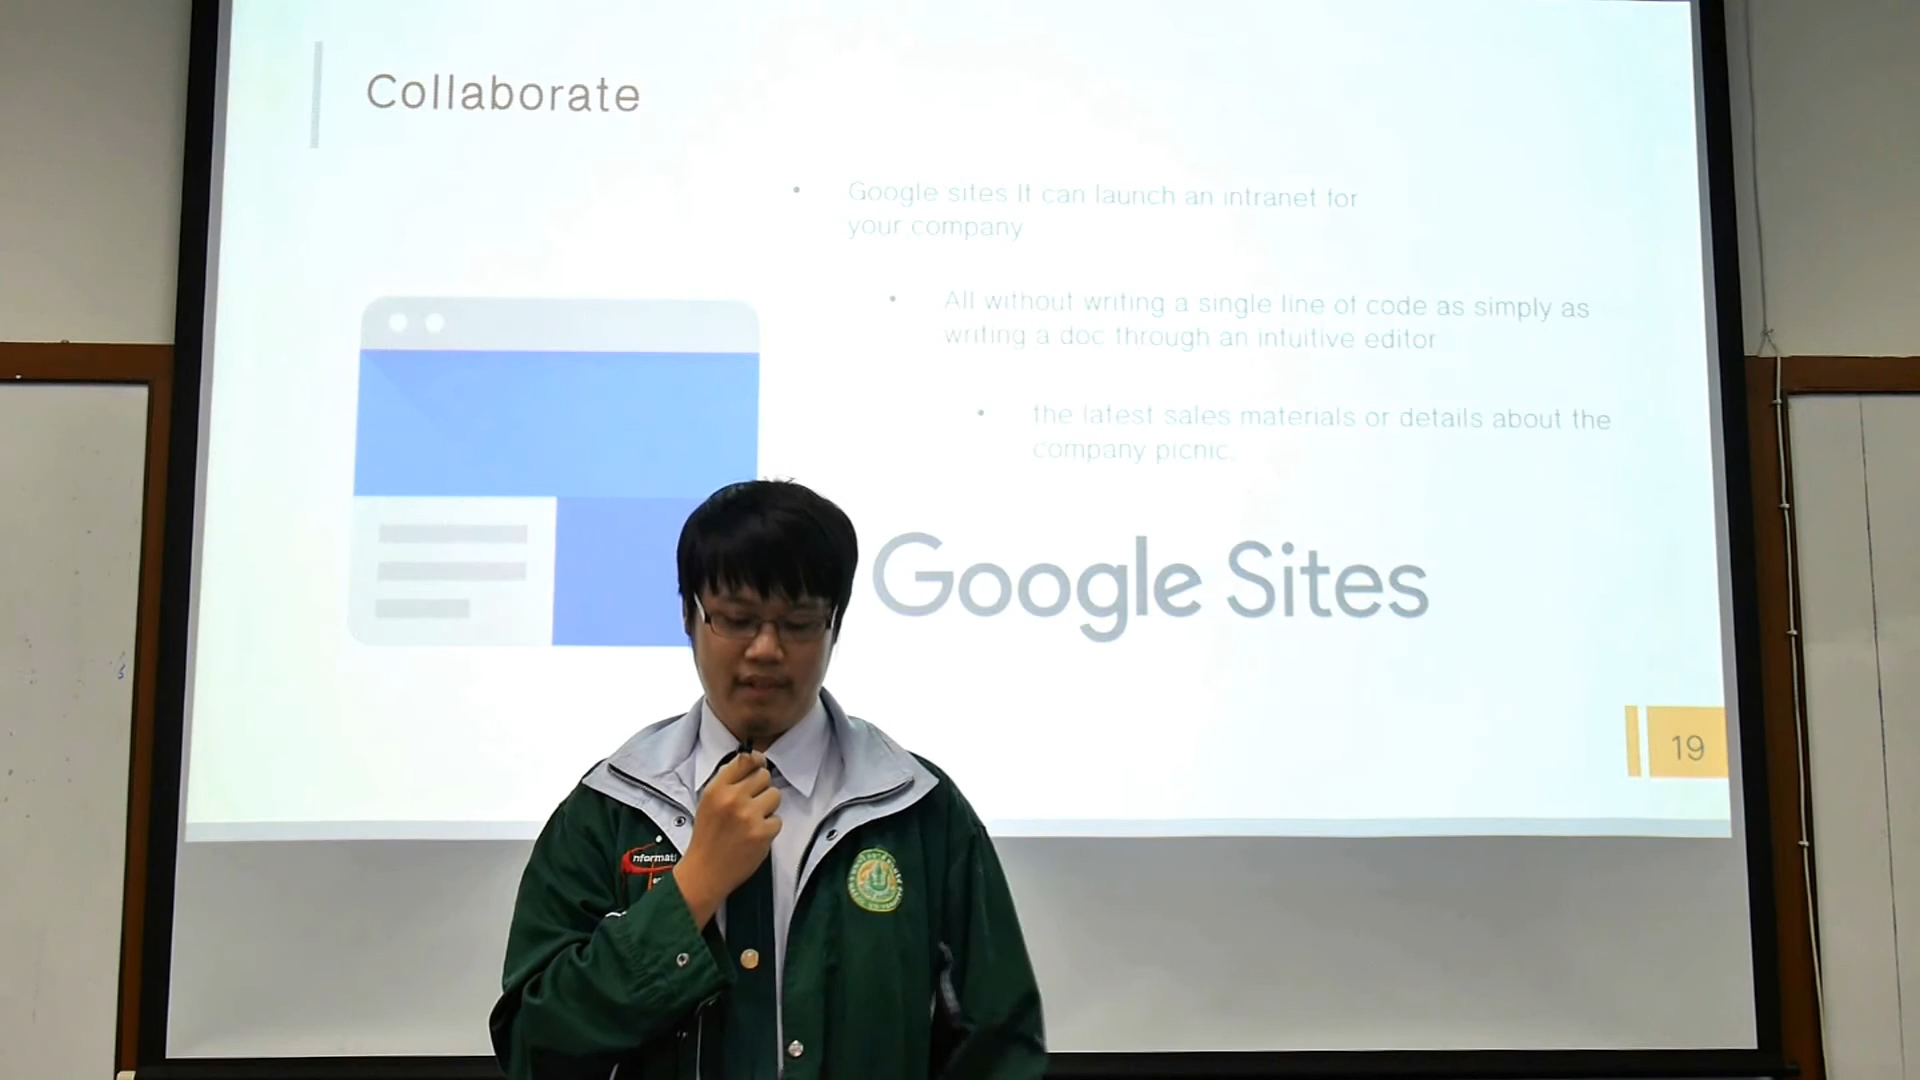 Collaborate
Google sites It can launch an intranet for
your company
All without writing a single line of code as simply as
writing a doc through an intuitive editor
the latest sales materials or details about the
company picnic.
Google Sites
19
nformati